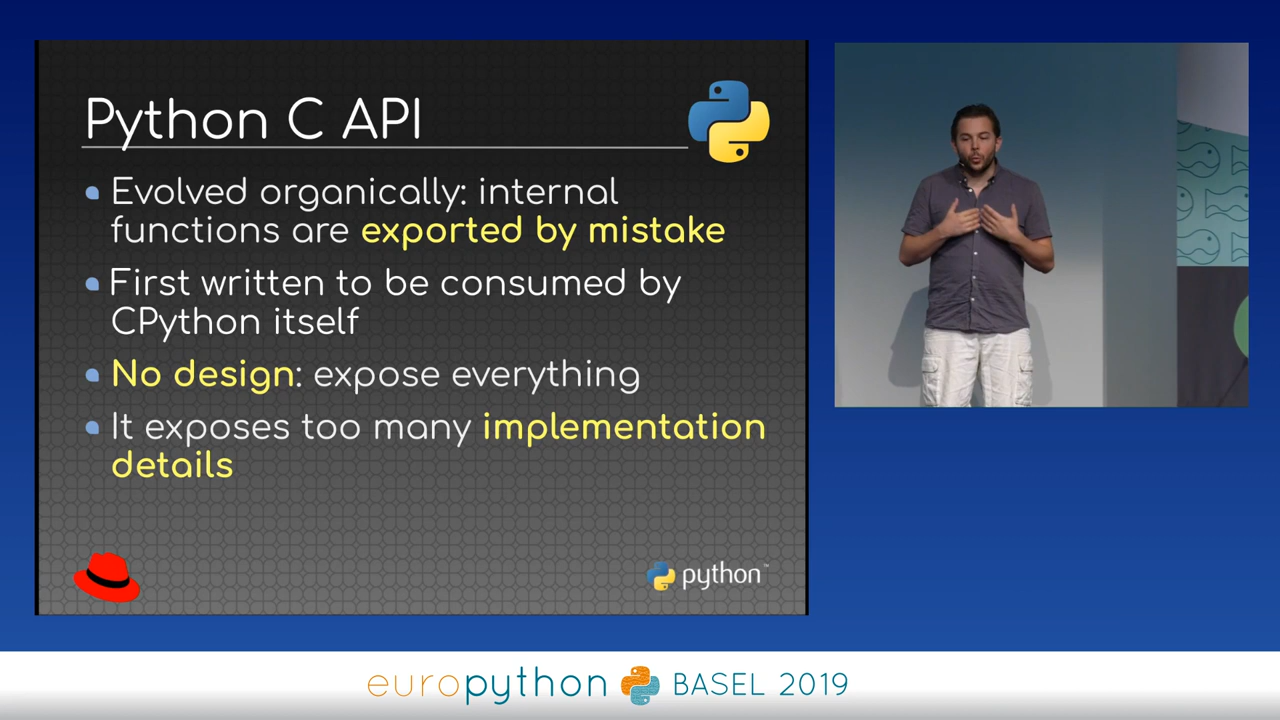 Python C API
Evolved organically: internal
functions are exported by mistake
First written to be consumed by
CPython itself
No design: expose everything
It exposes too many implementation
details
python™
europython BASEL 2019